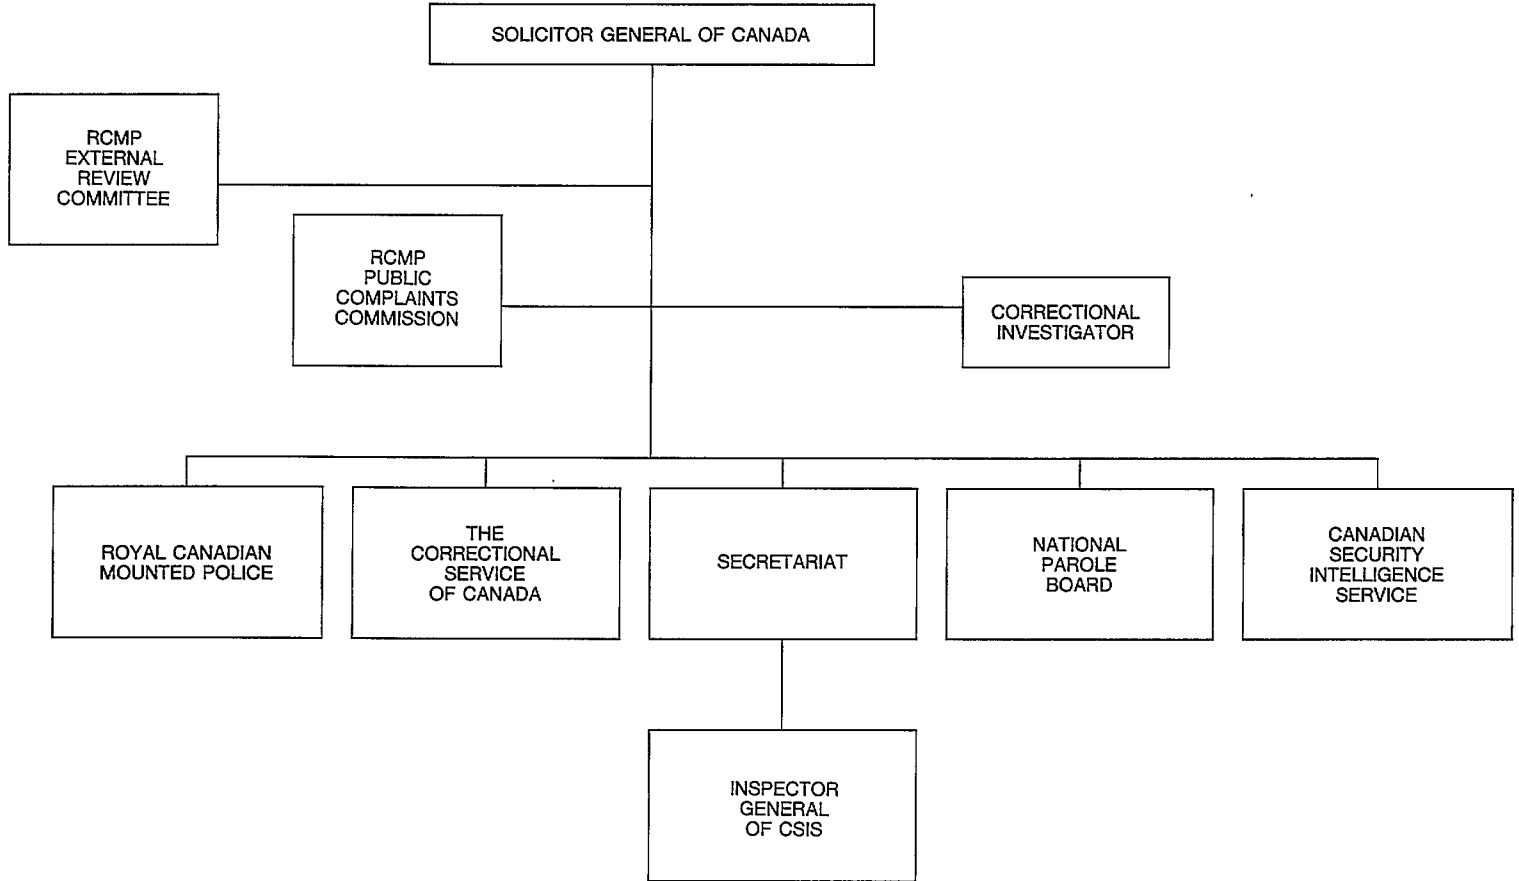 SOLICITOR GENERAL OF CANADA
RCMP
EXTERNAL
REVIEW
COMMITTEE
RCMP
PUBLIC
COMPLAINTS
COMMISSION
CORRECTIONAL
INVESTIGATOR
ROYAL CANADIAN
MOUNTED POLICE
THE
CORRECTIONAL
SERVICE
OF CANADA
SECRETARIAT
NATIONAL
PAROLE
BOARD
CANADIAN
SECURITY
INTELLIGENCE
SERVICE
INSPECTOR
GENERAL
OF CSIS